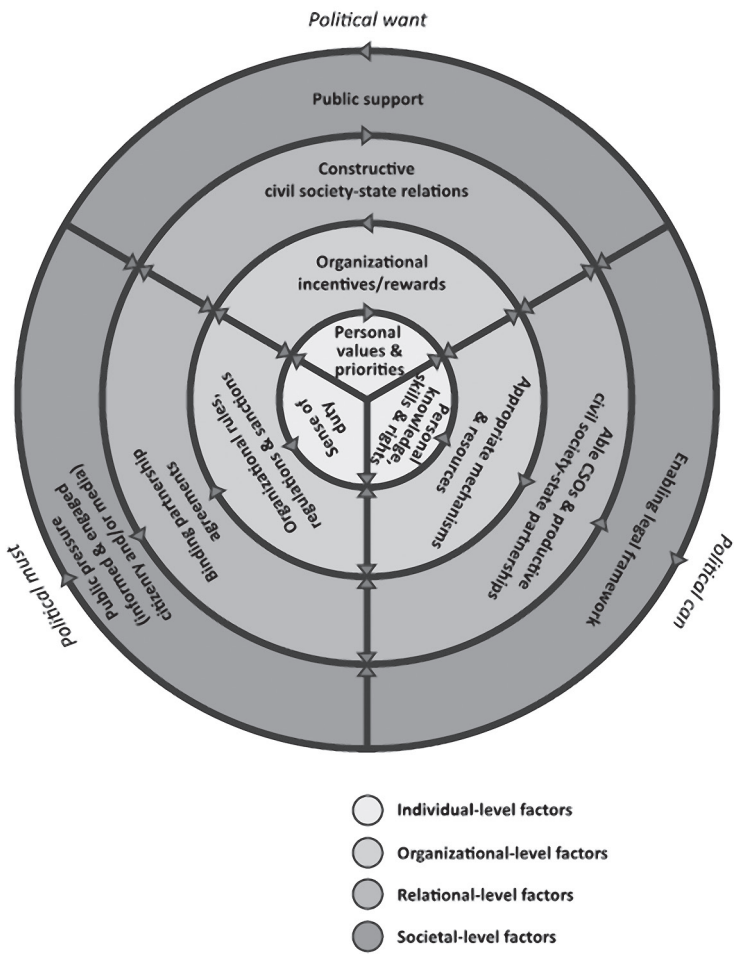 Political want
Public support
Constructive
civil society-state relations
Organizational
incentives/rewards
Personal
values &
priorities
Sense of
duty
Personal
knowledge,
skills & rights
Organizational rules,
regulations & sanctions
Appropriate mechanisms
& resources
Binding partnership
agreements
Able CSOs & productive
civil society-state partnerships
Public pressure
(informed & engaged
citizenry and/or media)
Enabling legal framework
Political must
Political can
Individual-level factors
Organizational-level factors
Relational-level factors
Societal-level factors